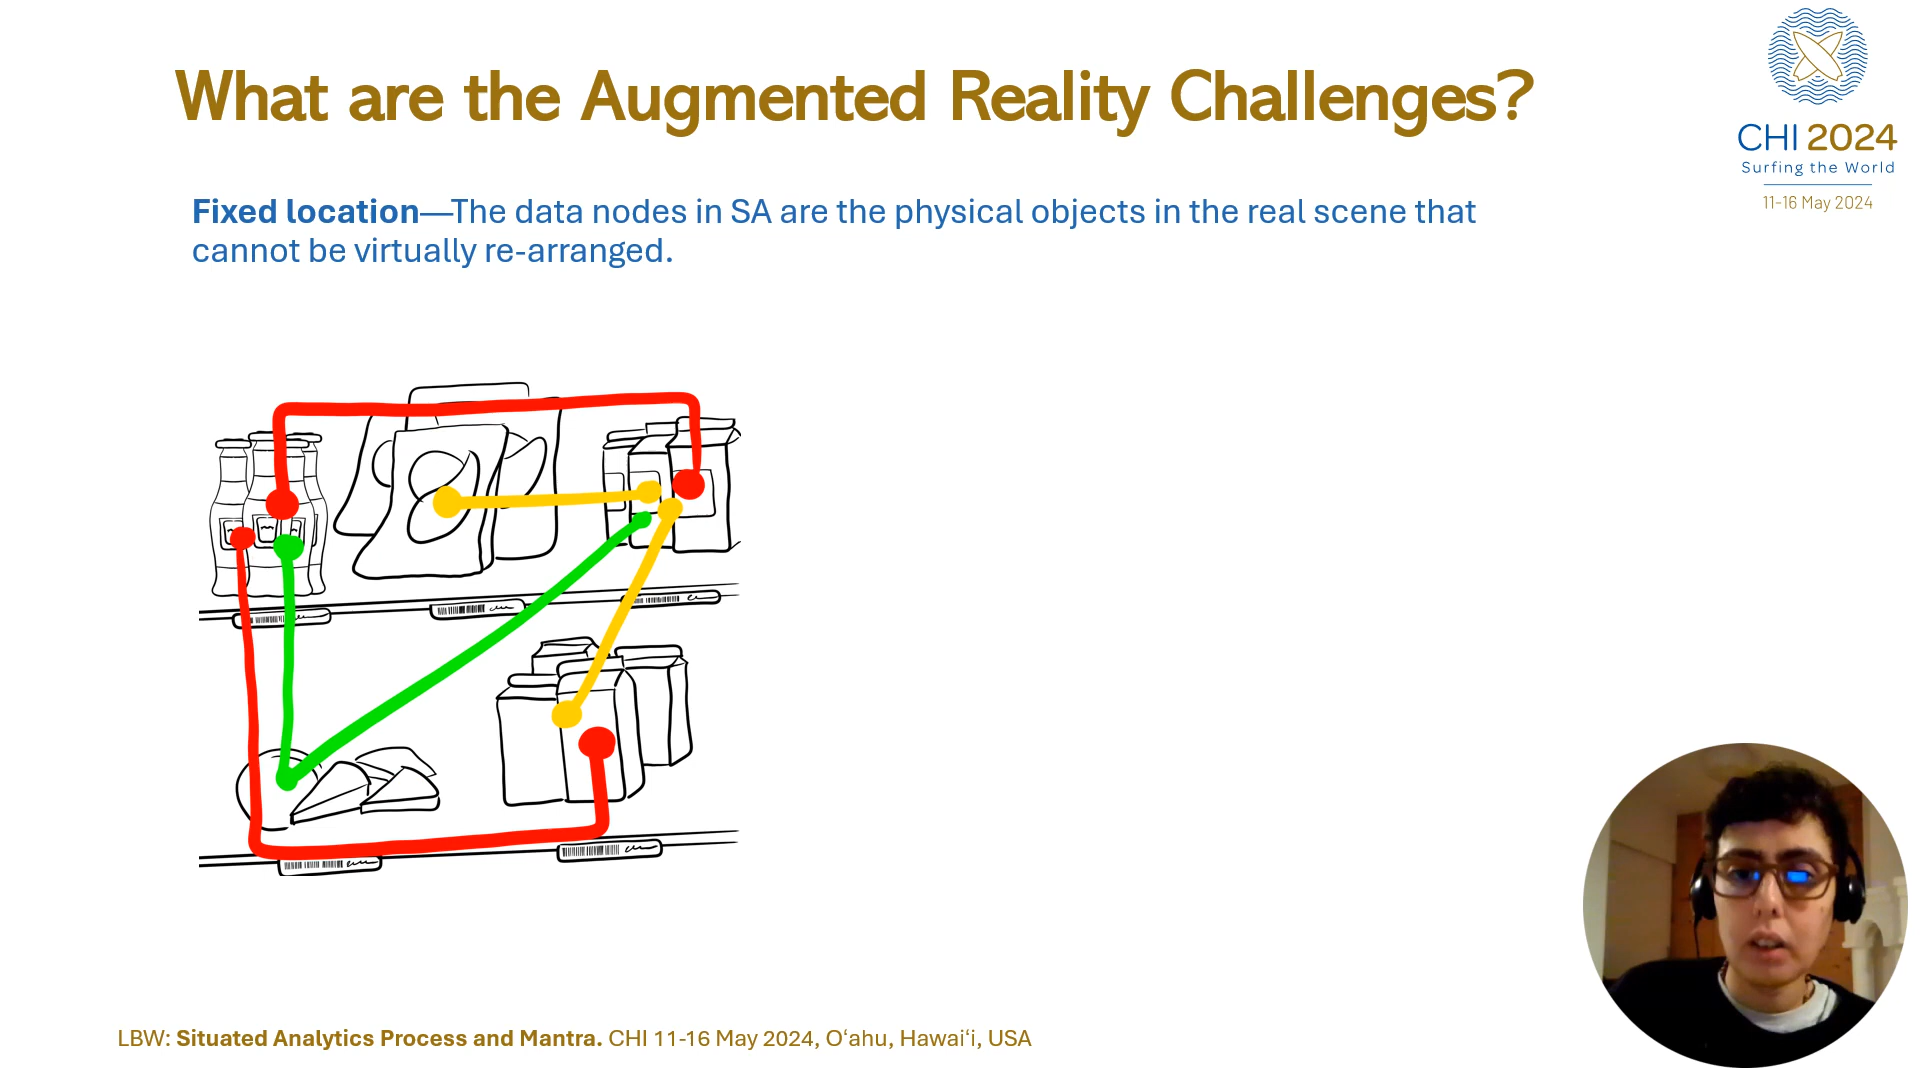 What are the Augmented Reality Challenges?
CHI 2024
Surfing the World
11-16 May 2024
Fixed location—The data nodes in SA are the physical objects in the real scene that
cannot be virtually re-arranged.
LBW: Situated Analytics Process and Mantra. CHI 11-16 May 2024, Oʻahu, Hawaiʻi, USA